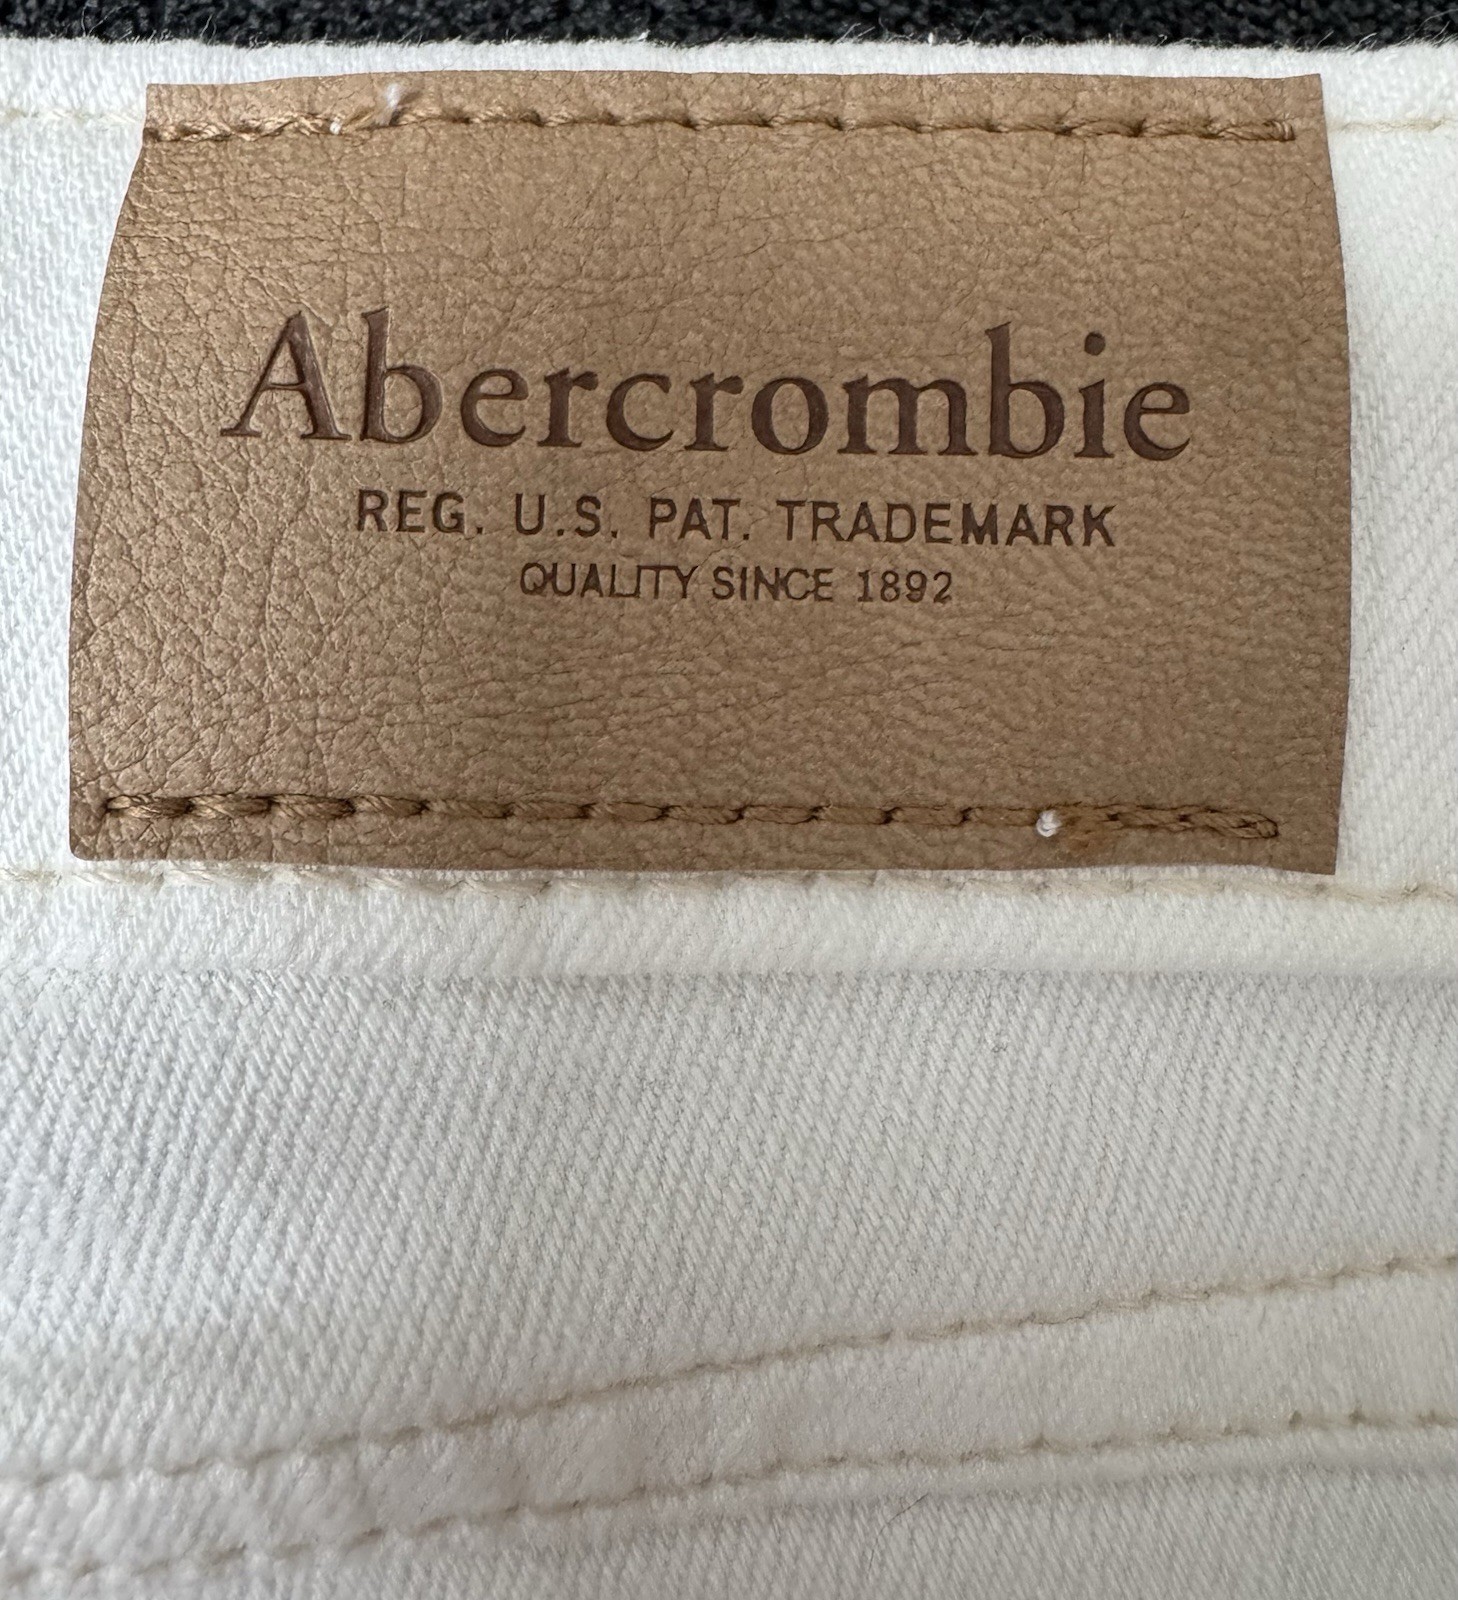 Abercrombie
REG. U.S. PAT. TRADEMARK
QUALITY SINCE 1892